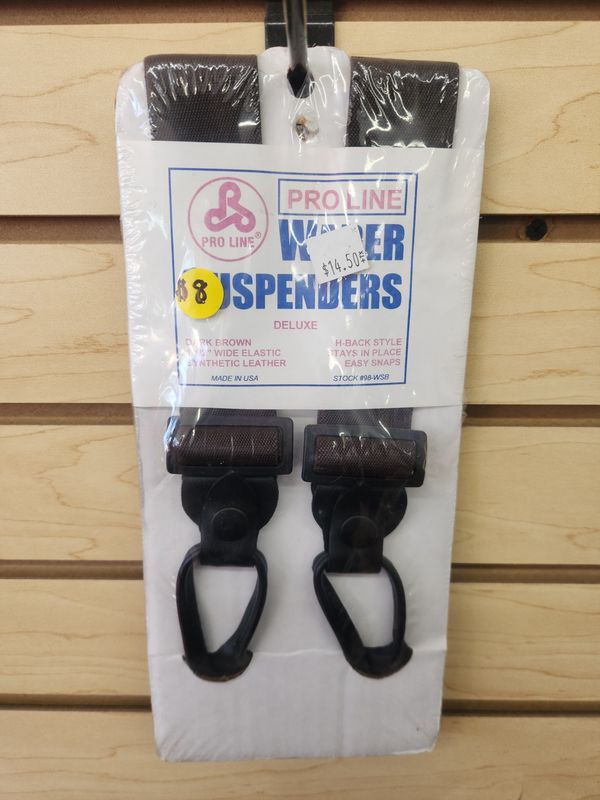 PRO LINE
PRO LINE®
W ER
$14.50
$8
USPENDERS
DELUXE
DARK BROWN
WIDE ELASTIC
SYNTHETIC LEATHER
H-BACK STYLE
STAYS IN PLACE
EASY SNAPS
MADE IN USA
STOCK #98-WSB